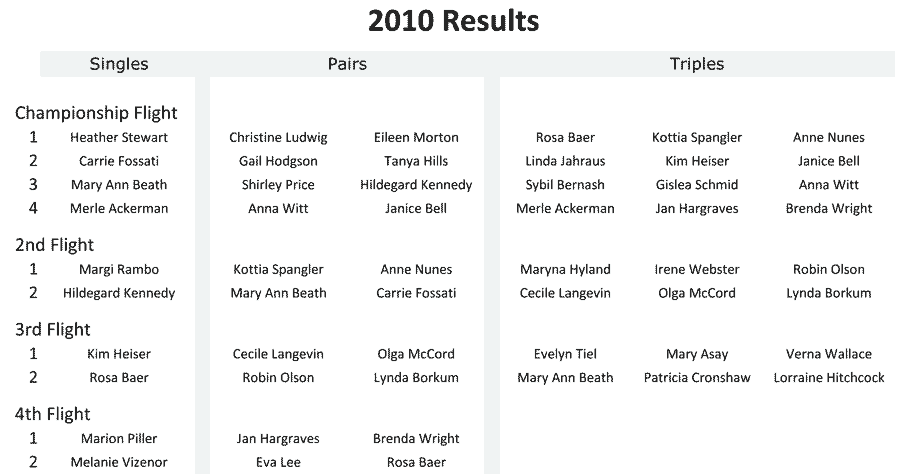 2010 Results
Singles Pairs Triples
Championship Flight
1 Heather Stewart Christine Ludwig Eileen Morton Rosa Baer Kottia Spangler Anne Nunes
2 Carrie Fossati Gail Hodgson Tanya Hills Linda Jahraus Kim Heiser Janice Bell
3 Mary Ann Beath Shirley Price Hildegard Kennedy Sybil Bernash Gislea Schmid Anna Witt
4 Merle Ackerman Anna Witt Janice Bell Merle Ackerman Jan Hargraves Brenda Wright
2nd Flight
1 Margi Rambo Kottia Spangler Anne Nunes Maryna Hyland Irene Webster Robin Olson
2 Hildegard Kennedy Mary Ann Beath Carrie Fossati Cecile Langevin Olga McCord Lynda Borkum
3rd Flight
1 Kim Heiser Cecile Langevin Olga McCord Evelyn Tiel Mary Asay Verna Wallace
2 Rosa Baer Robin Olson Lynda Borkum Mary Ann Beath Patricia Cronshaw Lorraine Hitchcock
4th Flight
1 Marion Piller Jan Hargraves Brenda Wright
2 Melanie Vizenor Eva Lee Rosa Baer